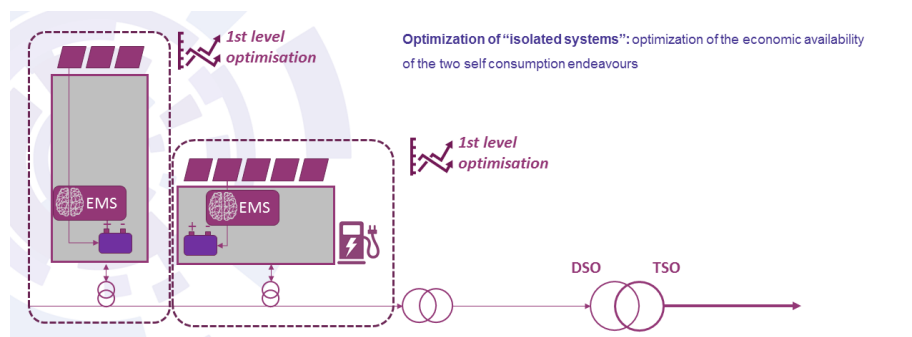 1st level
optimisation
Optimization of “isolated systems”: optimization of the economic availability
of the two self consumption endeavours
1st level
optimisation
EMS
+ -
EMS
+ -
DSO
TSO